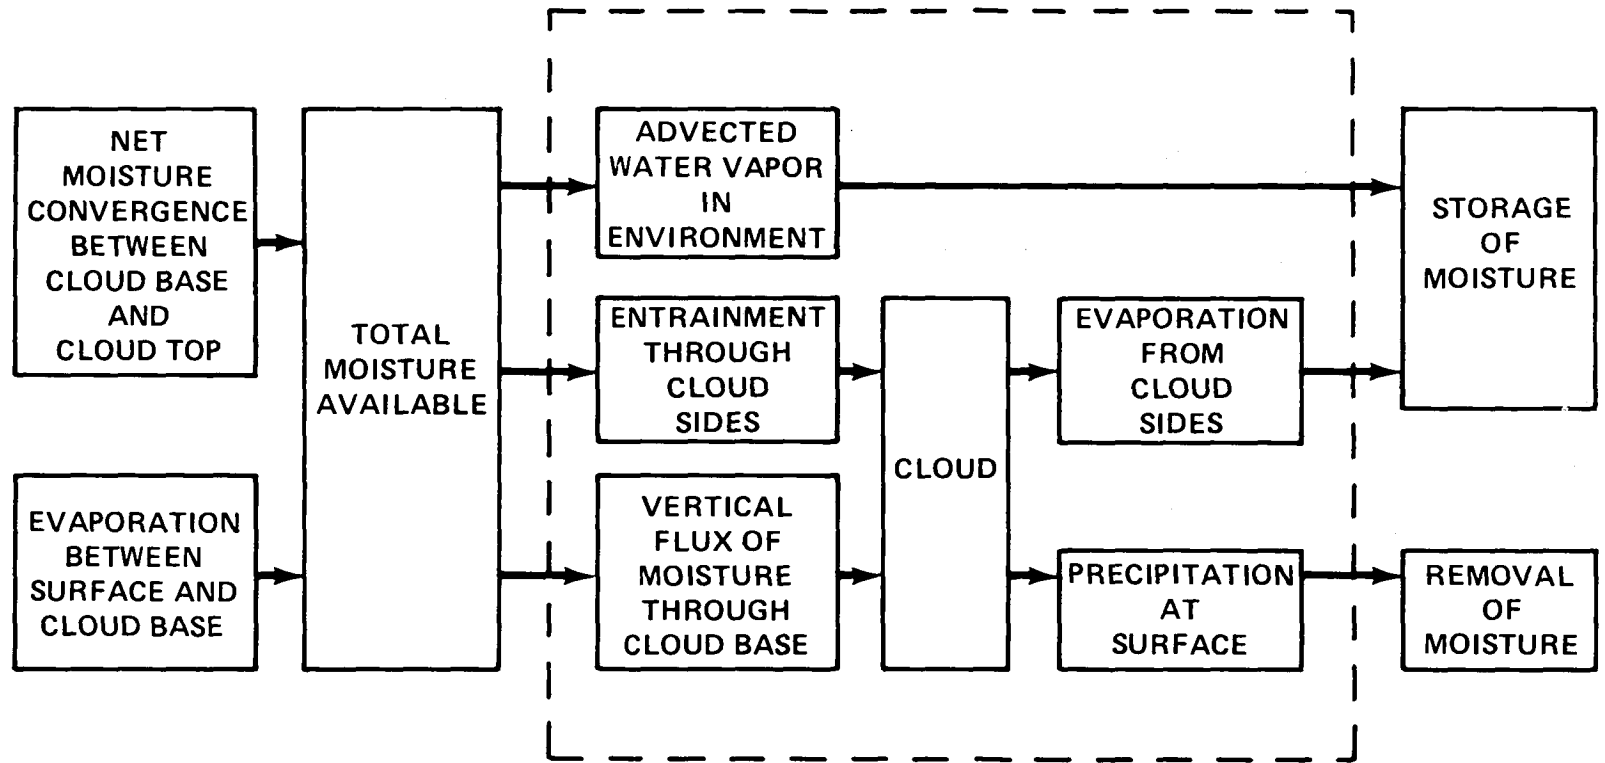 NET
MOISTURE
CONVERGENCE
BETWEEN
CLOUD BASE
AND
CLOUD TOP
EVAPORATION
BETWEEN
SURFACE AND
CLOUD BASE
TOTAL
MOISTURE
AVAILABLE
ADVECTED
WATER VAPOR
IN
ENVIRONMENT
ENTRAINMENT
THROUGH
CLOUD
SIDES
VERTICAL
FLUX OF
MOISTURE
THROUGH
CLOUD BASE
CLOUD
EVAPORATION
FROM
CLOUD
SIDES
PRECIPITATION
AT
SURFACE
STORAGE
OF
MOISTURE
REMOVAL
OF
MOISTURE